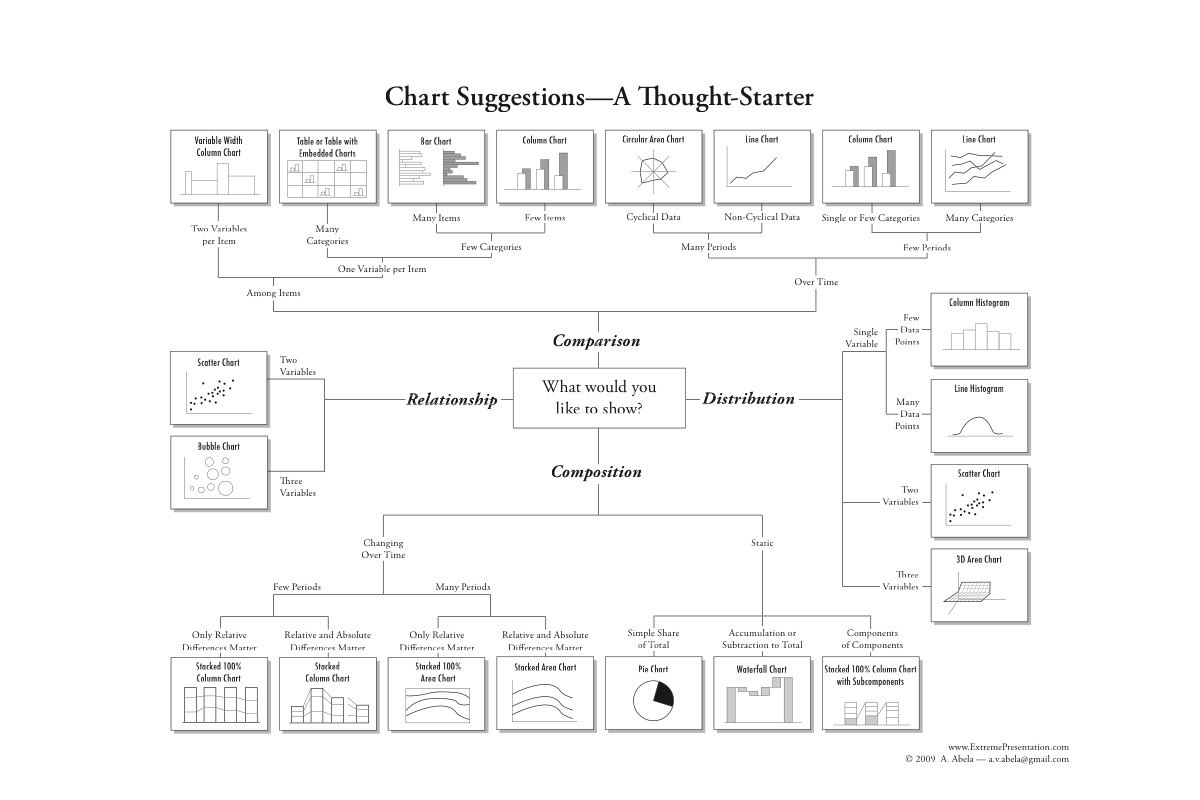 Chart Suggestions—A Thought-Starter
Variable Width
Column Chart
Table or Table with
Embedded Charts
Bar Chart
Column Chart
Circular Area Chart
Line Chart
Column Chart
Line Chart
Two Variables
per Item
Many
Categories
Many Items
Few Items
Cyclical Data
Non-Cyclical Data
Single or Few Categories
Many Categories
Few Categories
Many Periods
Few Periods
One Variable per Item
Among Items
Over Time
Comparison
What would you
like to show?
Relationship
Distribution
Composition
Scatter Chart
Two
Variables
Bubble Chart
Three
Variables
Single
Variable
Few
Data
Points
Column Histogram
Many
Data
Points
Line Histogram
Two
Variables
Scatter Chart
Three
Variables
3D Area Chart
Changing
Over Time
Static
Few Periods
Many Periods
Only Relative
Differences Matter
Relative and Absolute
Differences Matter
Only Relative
Differences Matter
Relative and Absolute
Differences Matter
Simple Share
of Total
Accumulation or
Subtraction to Total
Components
of Components
Stacked 100%
Column Chart
Stacked
Column Chart
Stacked 100%
Area Chart
Stacked Area Chart
Pie Chart
Waterfall Chart
Stacked 100% Column Chart
with Subcomponents
www.ExtremePresentation.com
© 2009 A. Abela — a.v.abela@gmail.com